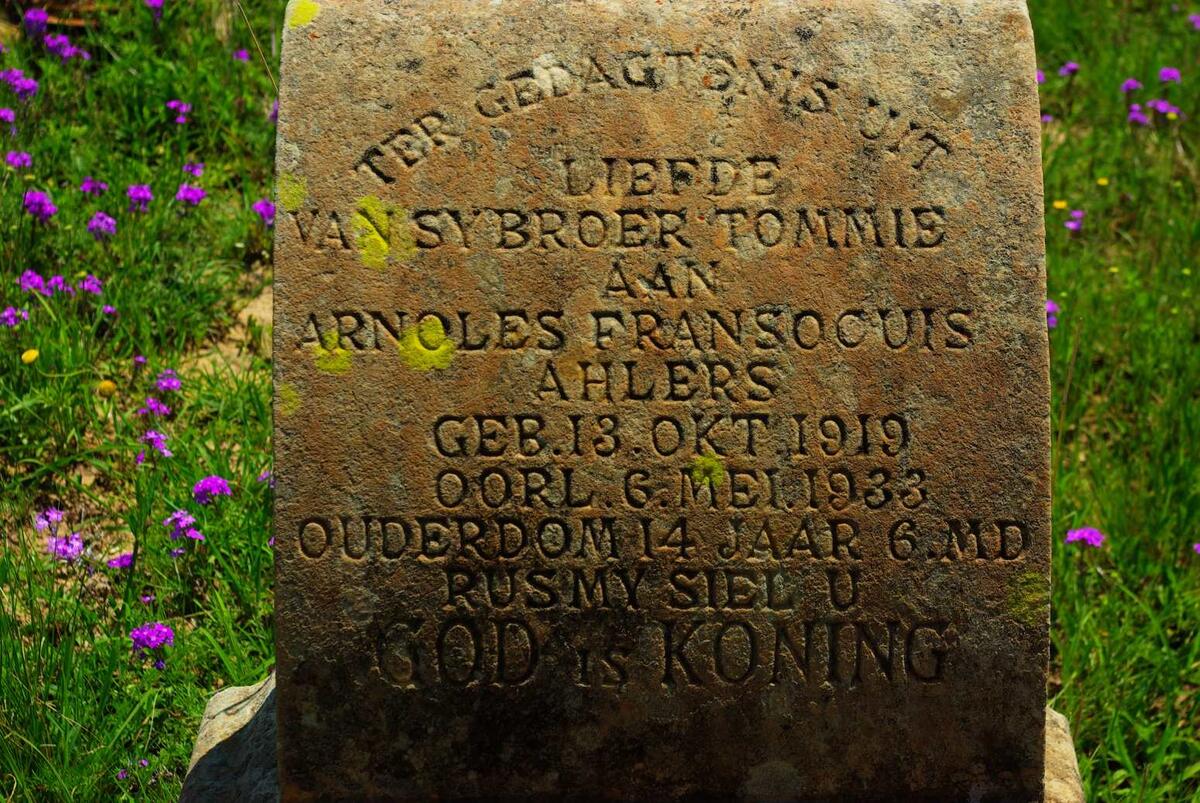 TER GEDAGTENIS UIT
LIEFDE
VAN SY BROER TOMMIE
AAN
ARNOLES FRANSOCUIS
AHLERS
GEB. 13. OKT. 1919
OORL. 6. MEI. 1933
OUDERDOM 14 JAAR 6. MD
RUS MY SIEL U
GOD IS KONING